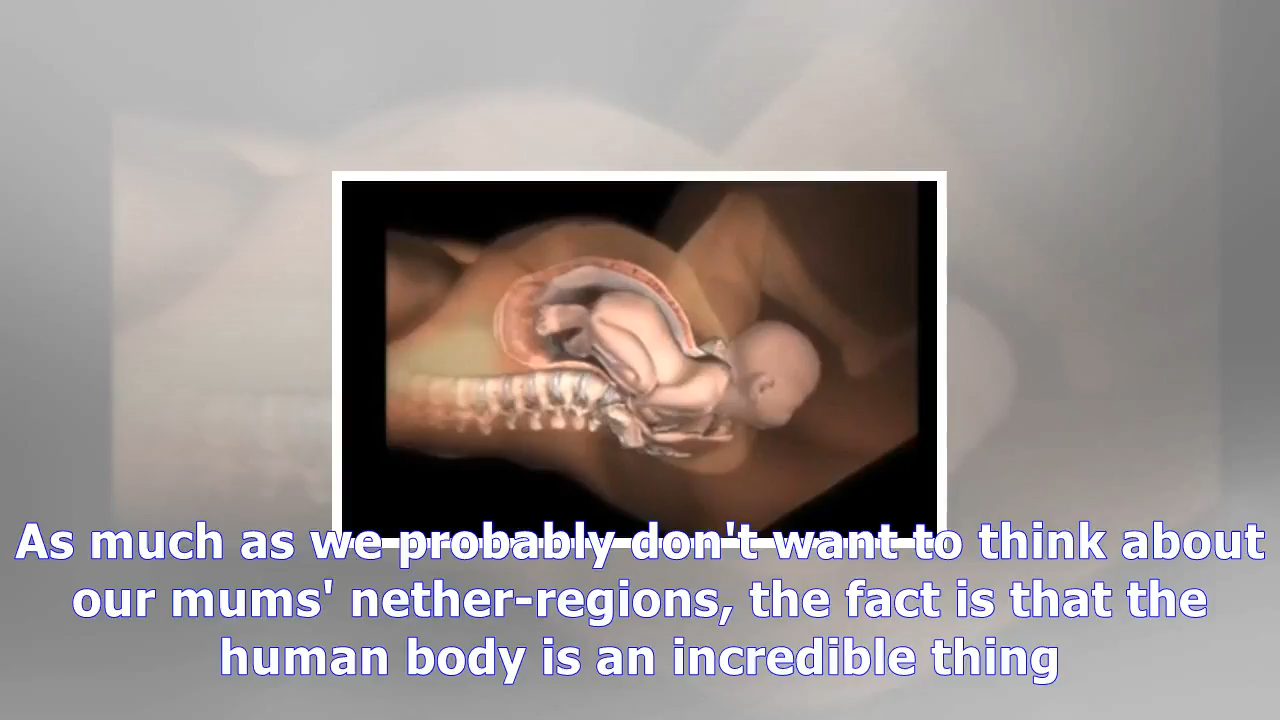 As much as we probably don't want to think about
our mums' nether-regions, the fact is that the
human body is an incredible thing